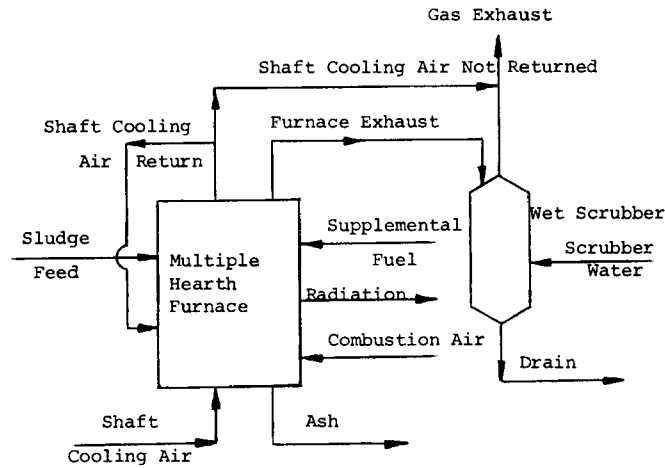 Gas Exhaust
Shaft Cooling Air Not Returned
Shaft Cooling
Air Return
Furnace Exhaust
Wet Scrubber
Sludge
Feed
Multiple
Hearth
Furnace
Supplemental
Fuel
Scrubber
Water
Radiation
Combustion Air
Drain
Shaft
Cooling Air
Ash